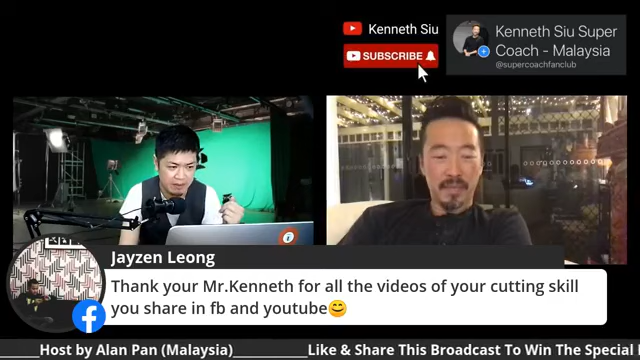 Kenneth Siu
SUBSCRIBE
Kenneth Siu Super
Coach - Malaysia
@supercoachfanclub
Jayzen Leong
Thank your Mr.Kenneth for all the videos of your cutting skill
you share in fb and youtube😊
Host by Alan Pan (Malaysia)____________Like & Share This Broadcast To Win The Special